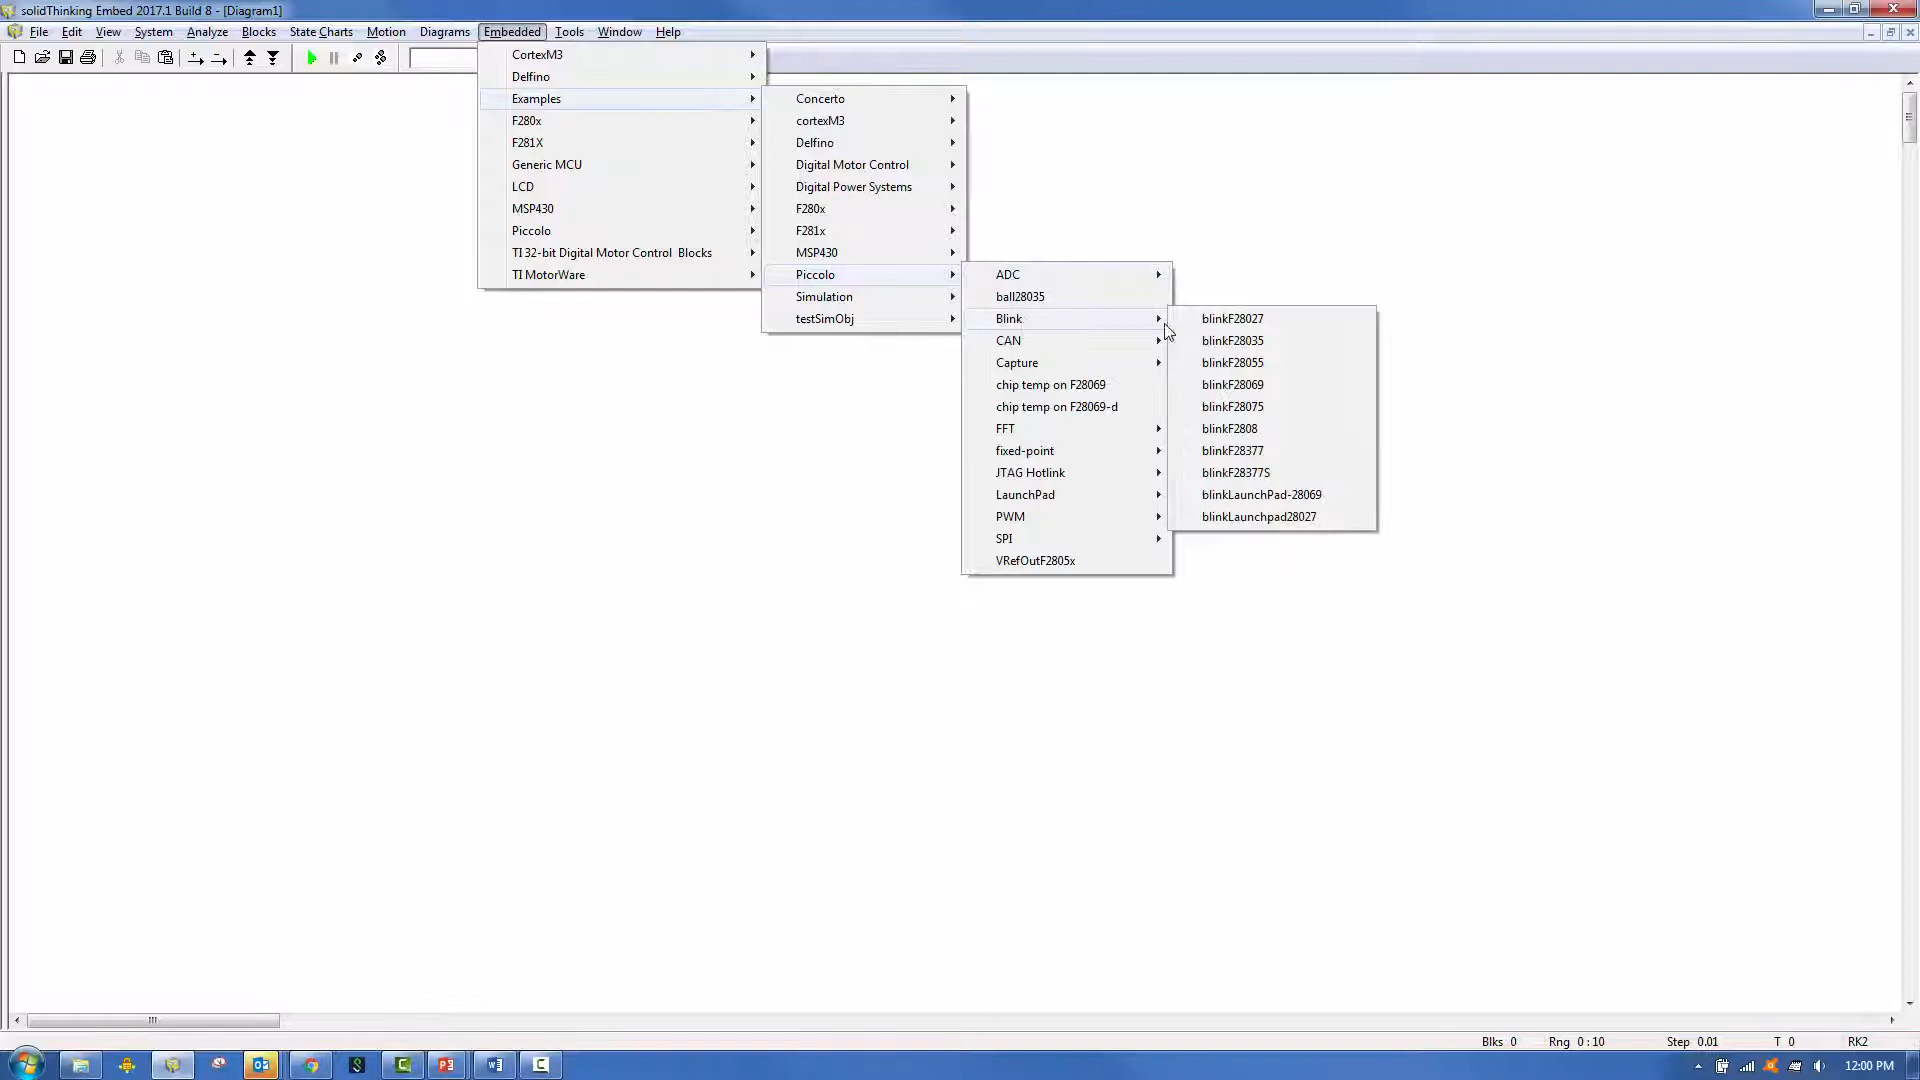 solidThinking Embed 2017.1 Build 8 - [Diagram1]
File Edit View System Analyze Blocks State Charts Motion Diagrams Embedded Tools Window Help
CortexM3
Delfino
Examples
F280x
F281X
Generic MCU
LCD
MSP430
Piccolo
TI 32-bit Digital Motor Control Blocks
TI MotorWare
Concerto
cortexM3
Delfino
Digital Motor Control
Digital Power Systems
F280x
F281x
MSP430
Piccolo
Simulation
testSimObj
ADC
ball28035
Blink
CAN
Capture
chip temp on F28069
chip temp on F28069-d
FFT
fixed-point
JTAG Hotlink
LaunchPad
PWM
SPI
VRefOutF2805x
blinkF28027
blinkF28035
blinkF28055
blinkF28069
blinkF28075
blinkF2808
blinkF28377
blinkF28377S
blinkLaunchPad-28069
blinkLaunchpad28027
Blks 0 Rng 0:10 Step 0.01 T 0 RK2
12:00 PM